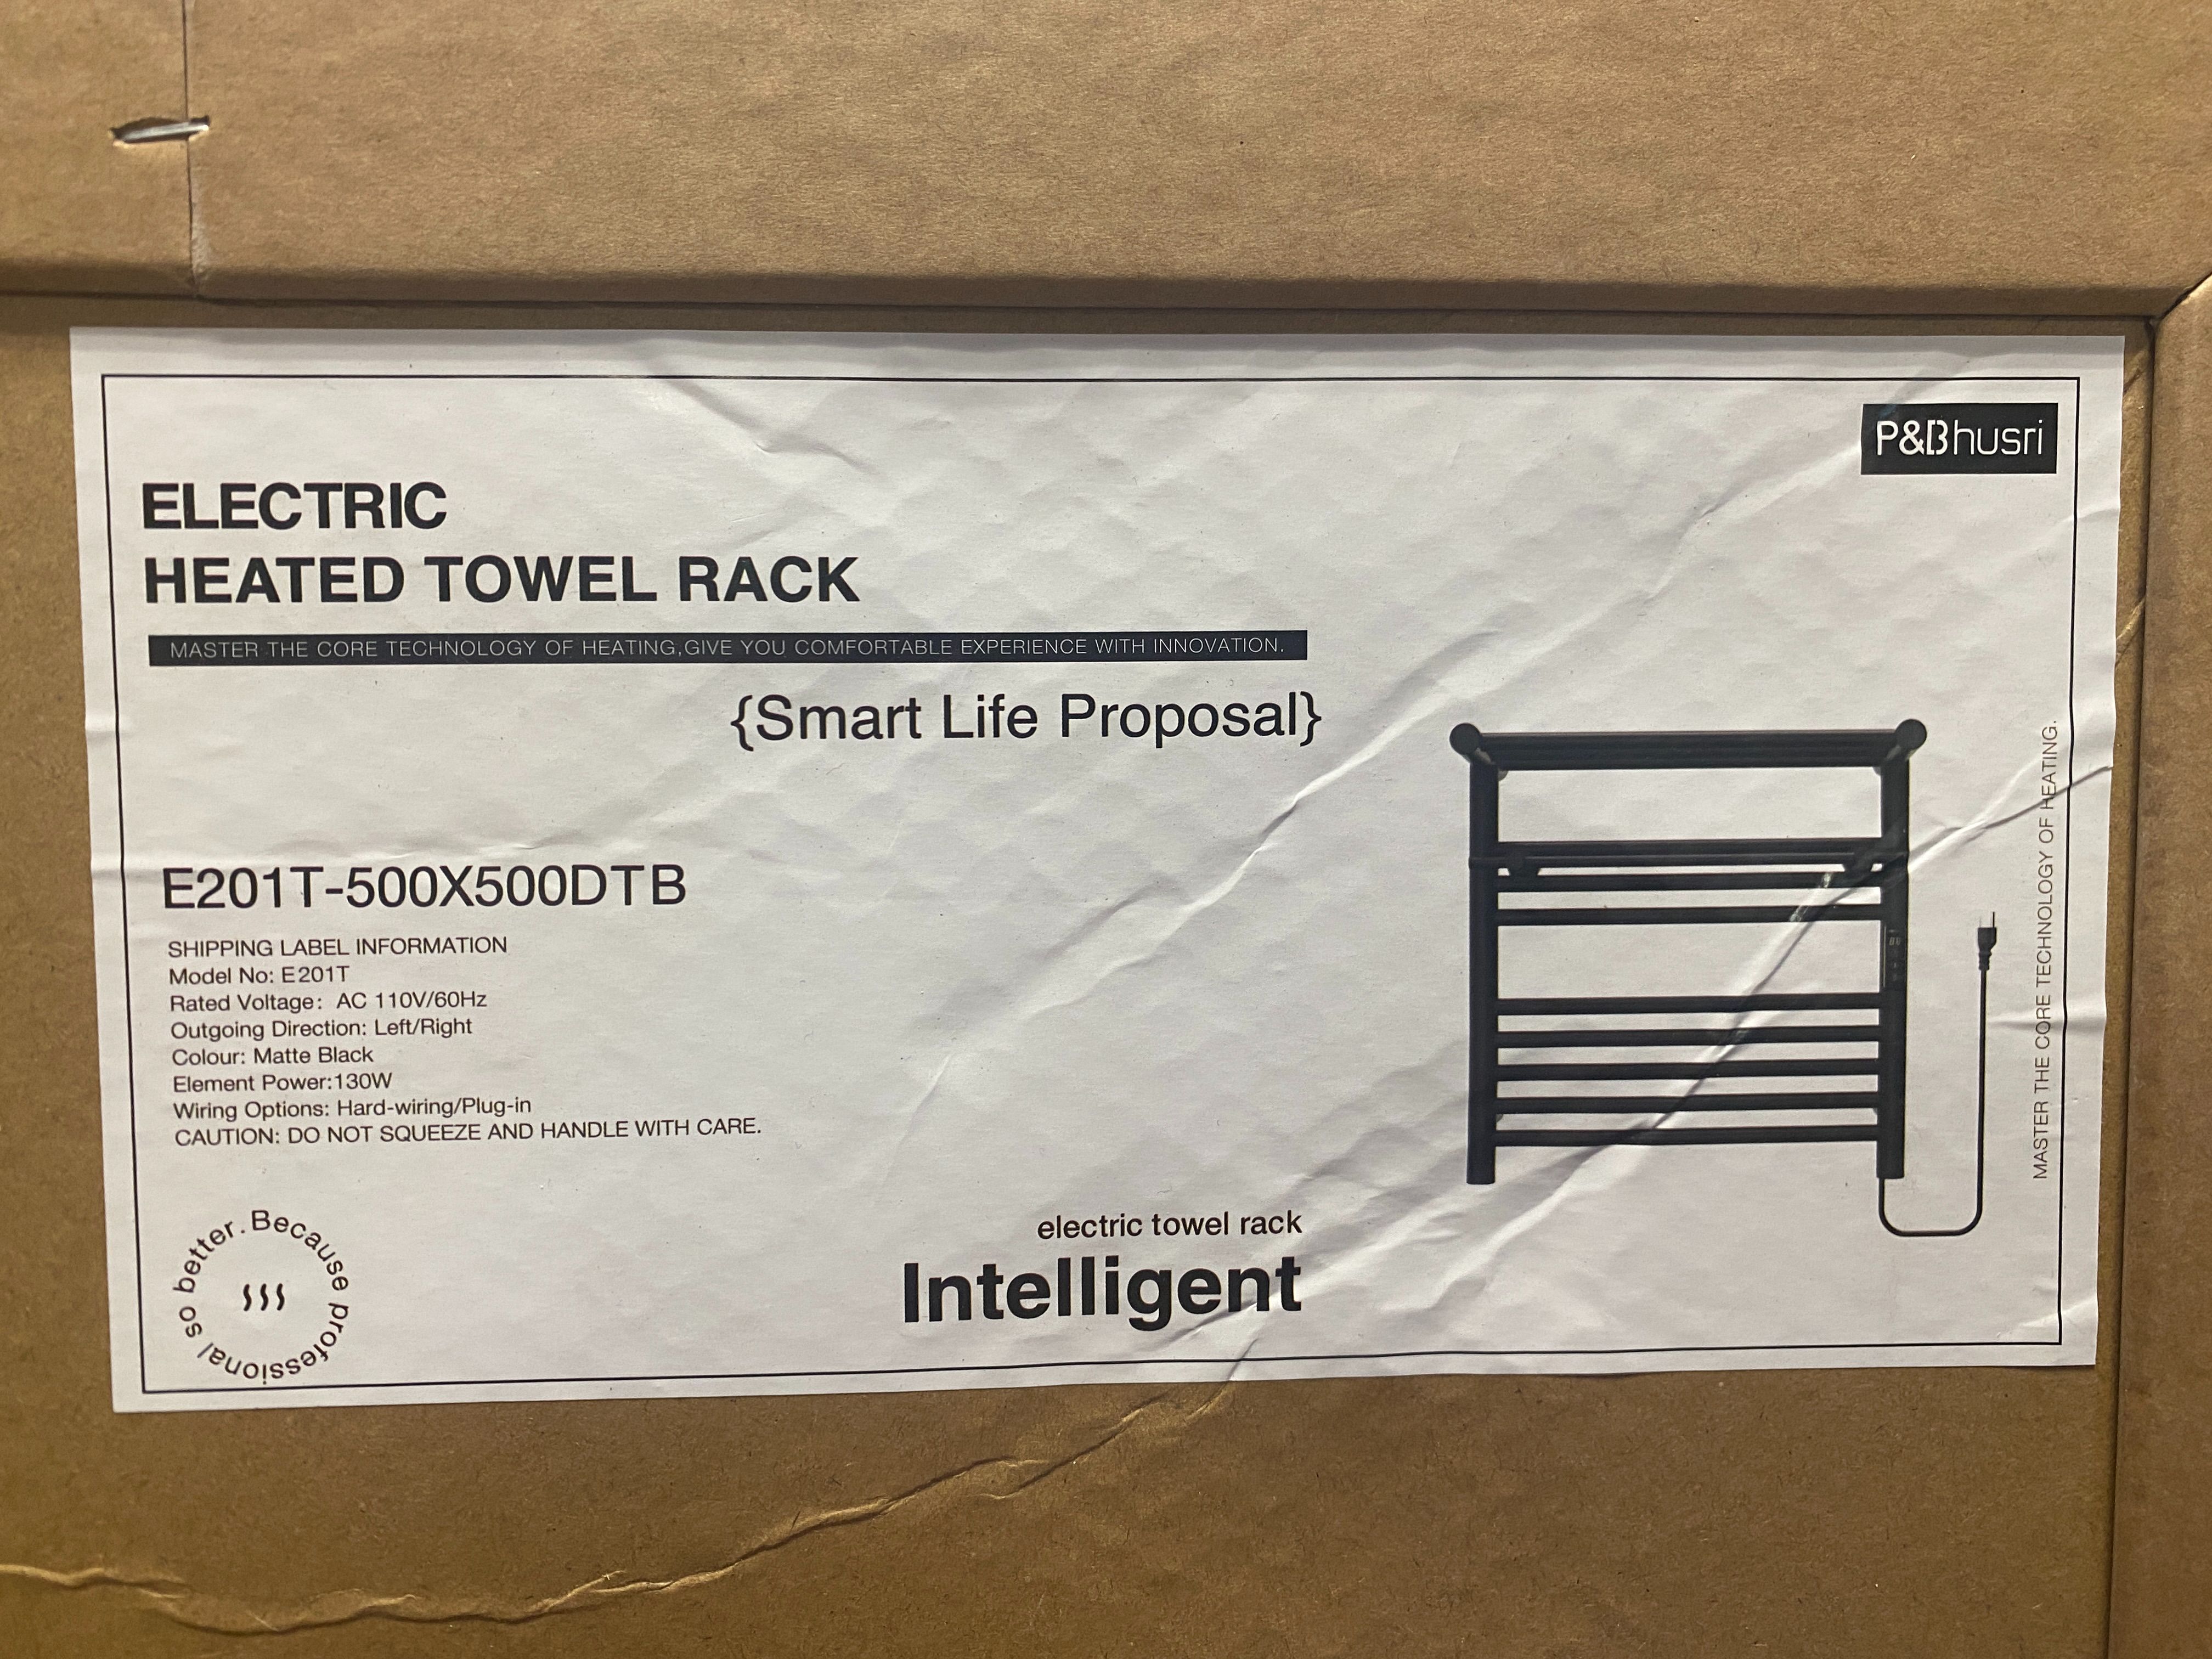 P&Bhusri
ELECTRIC
HEATED TOWEL RACK
MASTER THE CORE TECHNOLOGY OF HEATING,GIVE YOU COMFORTABLE EXPERIENCE WITH INNOVATION.
{Smart Life Proposal}
E201T-500X500DTB
SHIPPING LABEL INFORMATION
Model No: E201T
Rated Voltage: AC 110V/60Hz
Outgoing Direction: Left/Right
Colour: Matte Black
Element Power:130W
Wiring Options: Hard-wiring/Plug-in
CAUTION: DO NOT SQUEEZE AND HANDLE WITH CARE.
Because professional so better.
electric towel rack
Intelligent
MASTER THE CORE TECHNOLOGY OF HEATING.